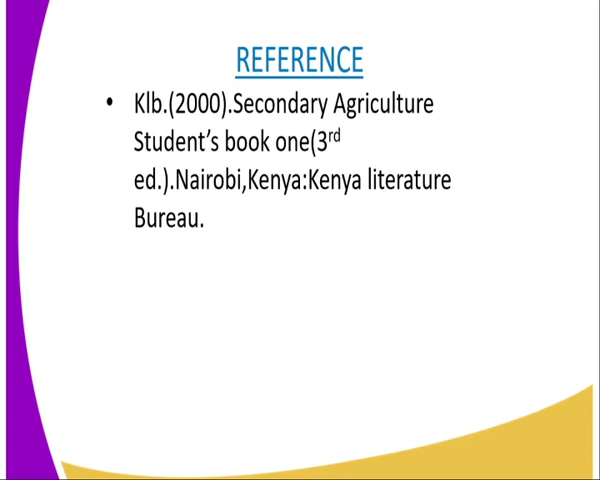 REFERENCE
• Klb.(2000).Secondary Agriculture
Student’s book one(3rd
ed.).Nairobi,Kenya:Kenya literature
Bureau.